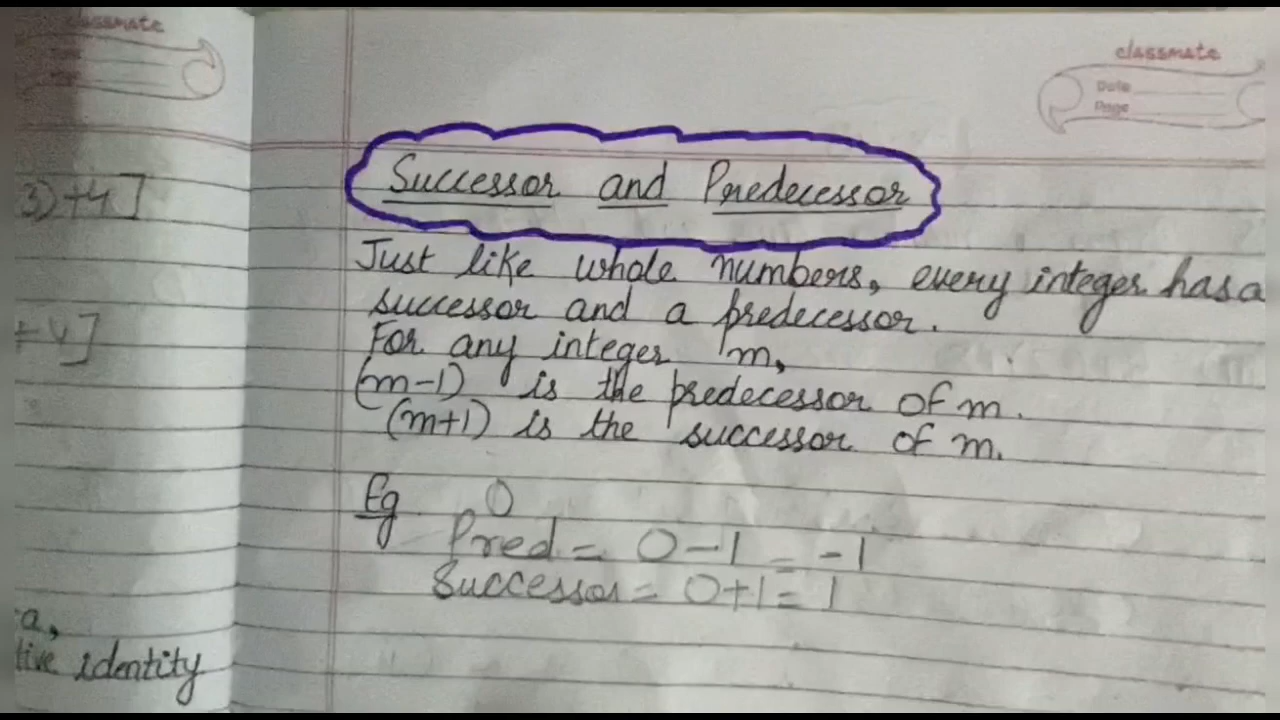 classmate
classmate
Date
Page
3)+4]
+4]
a,
tive identity
Successor and Predecessor
Just like whole numbers, every integer has a
successor and a predecessor.
For any integer m,
(m-1) is the predecessor of m.
(m+1) is the successor of m.
Eg. 0
Pred = 0-1 = -1
Successor = 0+1 = 1